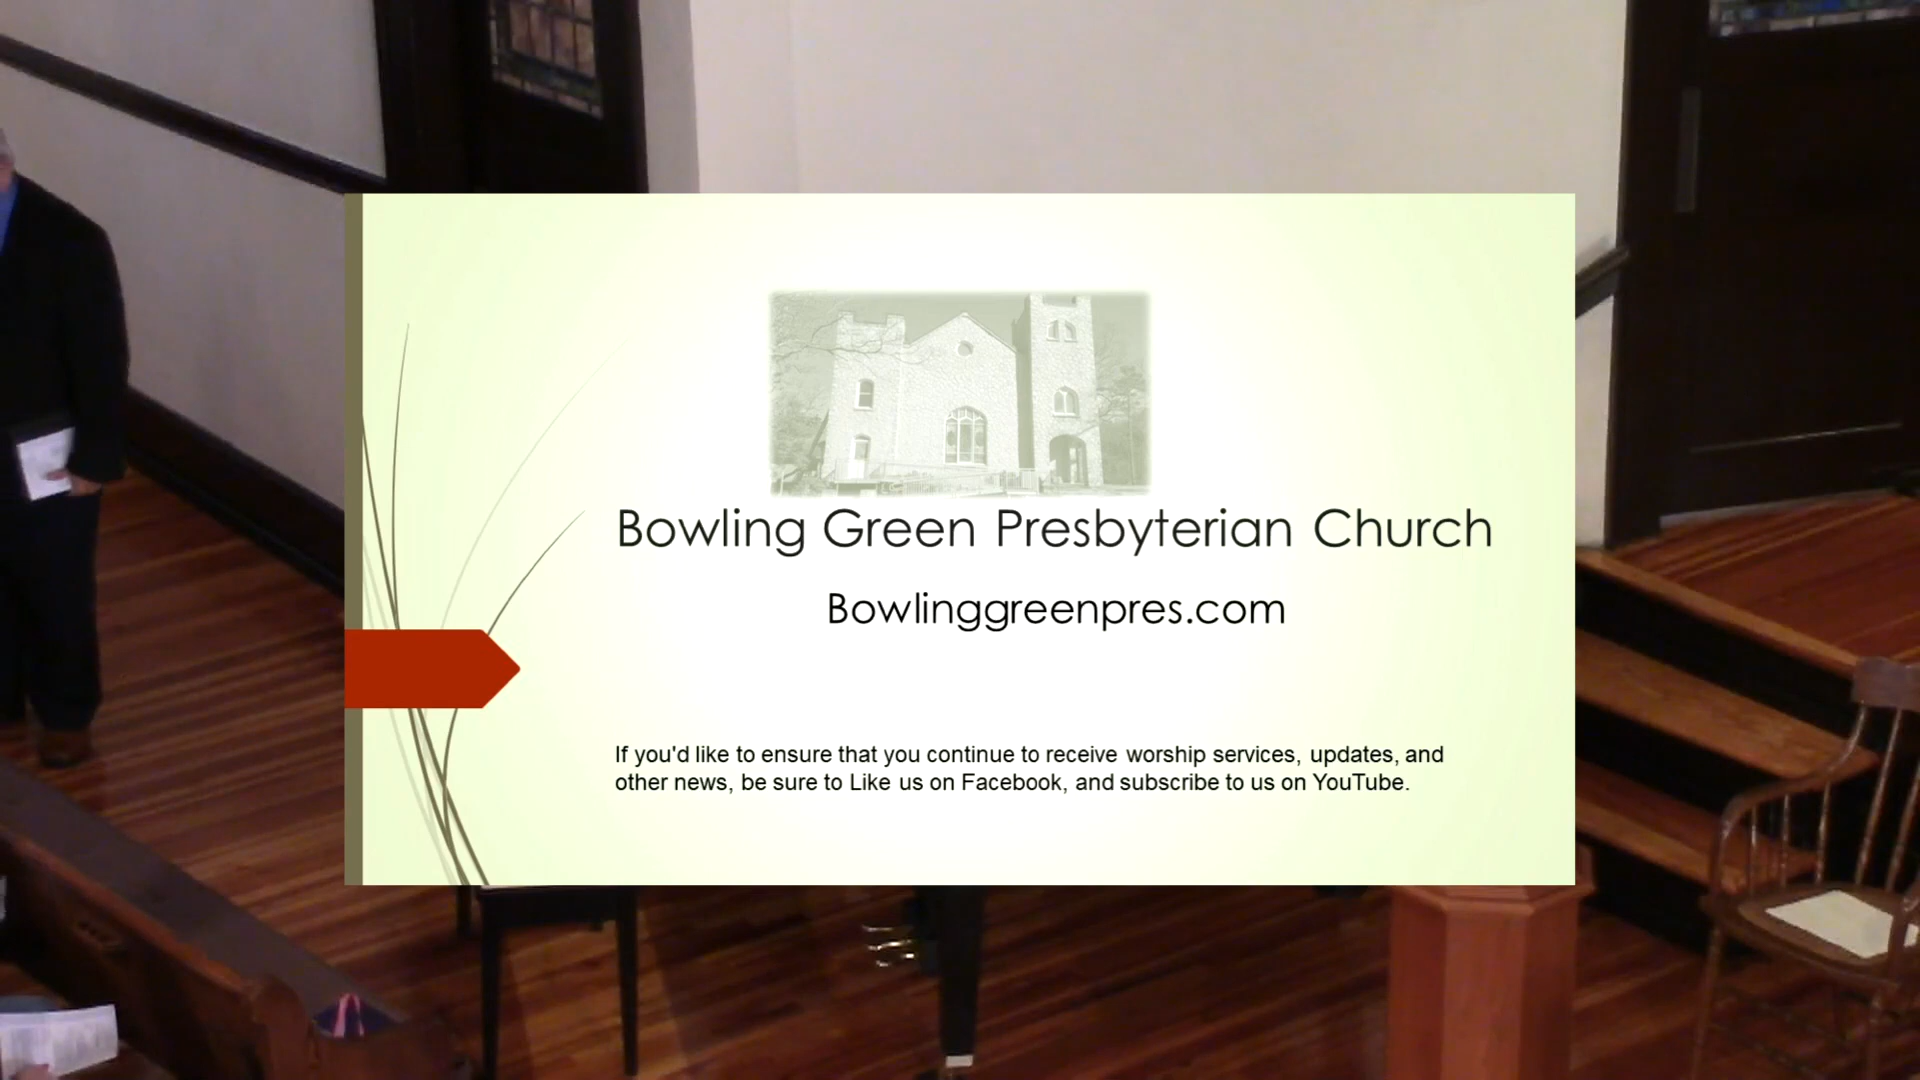 Bowling Green Presbyterian Church
Bowlinggreenpres.com
If you'd like to ensure that you continue to receive worship services, updates, and
other news, be sure to Like us on Facebook, and subscribe to us on YouTube.